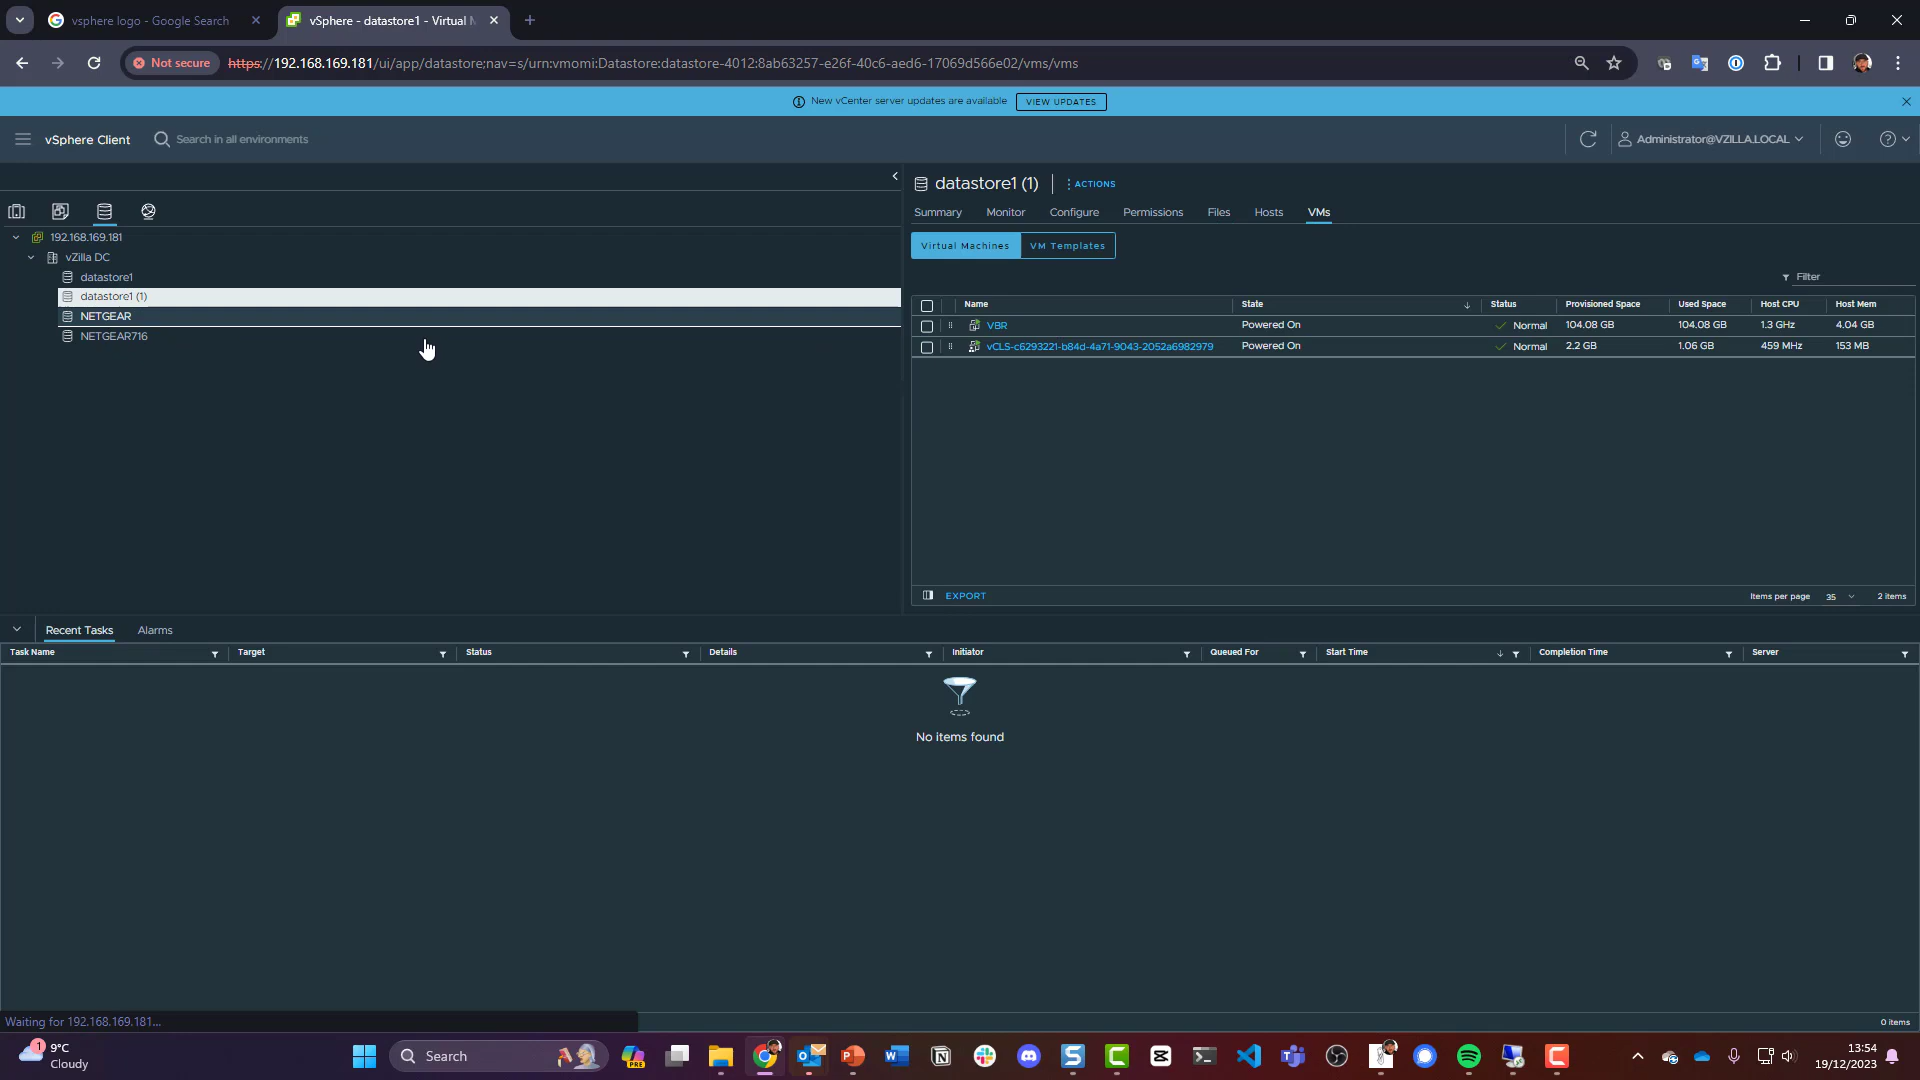 vsphere logo - Google Search
vSphere - datastore1 - Virtual M
Not secure
https://192.168.169.181/ui/app/datastore;nav=s/urn:vmomi:Datastore:datastore-4012:8ab63257-e26f-40c6-aed6-17069d566e02/vms/vms
New vCenter server updates are available
VIEW UPDATES
vSphere Client
Search in all environments
Administrator@VZILLA.LOCAL
192.168.169.181
vZilla DC
datastore1
datastore1 (1)
NETGEAR
NETGEAR716
datastore1 (1)
ACTIONS
Summary Monitor Configure Permissions Files Hosts VMs
Virtual Machines VM Templates
Filter
Name State Status Provisioned Space Used Space Host CPU Host Mem
VBR Powered On Normal 104.08 GB 104.08 GB 1.3 GHz 4.04 GB
vCLS-c6293221-b84d-4a71-9043-2052a6982979 Powered On Normal 2.2 GB 1.06 GB 459 MHz 153 MB
EXPORT
Items per page 35 2 items
Recent Tasks Alarms
Task Name Target Status Details Initiator Queued For Start Time Completion Time Server
No items found
Waiting for 192.168.169.181...
0 items
1
9°C
Cloudy
Search
PRE
13:54
19/12/2023